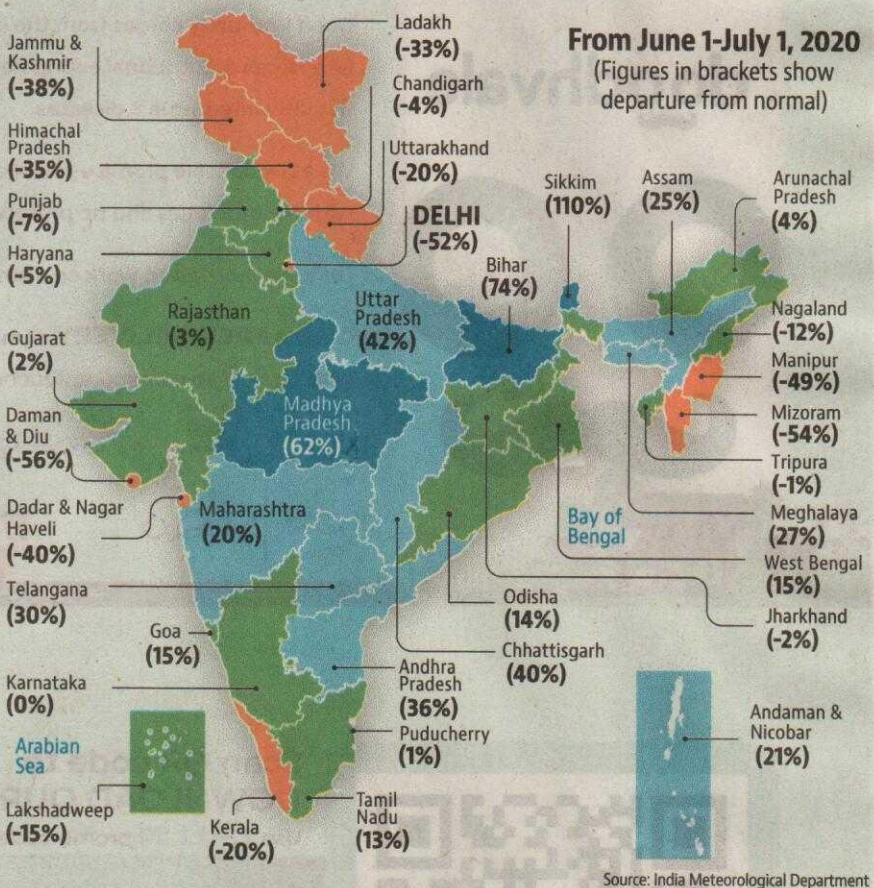 From June 1-July 1, 2020
(Figures in brackets show
departure from normal)
Jammu &
Kashmir
(-38%)
Himachal
Pradesh
(-35%)
Punjab
(-7%)
Haryana
(-5%)
Gujarat
(2%)
Daman
& Diu
(-56%)
Dadar & Nagar
Haveli
(-40%)
Telangana
(30%)
Goa
(15%)
Karnataka
(0%)
Arabian
Sea
Lakshadweep
(-15%)
Kerala
(-20%)
Ladakh
(-33%)
Chandigarh
(-4%)
Uttarakhand
(-20%)
DELHI
(-52%)
Rajasthan
(3%)
Uttar
Pradesh
(42%)
Madhya
Pradesh
(62%)
Maharashtra
(20%)
Bihar
(74%)
Sikkim
(110%)
Assam
(25%)
Arunachal
Pradesh
(4%)
Nagaland
(-12%)
Manipur
(-49%)
Mizoram
(-54%)
Tripura
(-1%)
Meghalaya
(27%)
West Bengal
(15%)
Jharkhand
(-2%)
Bay of
Bengal
Odisha
(14%)
Chhattisgarh
(40%)
Andhra
Pradesh
(36%)
Puducherry
(1%)
Tamil
Nadu
(13%)
Andaman &
Nicobar
(21%)
Source: India Meteorological Department